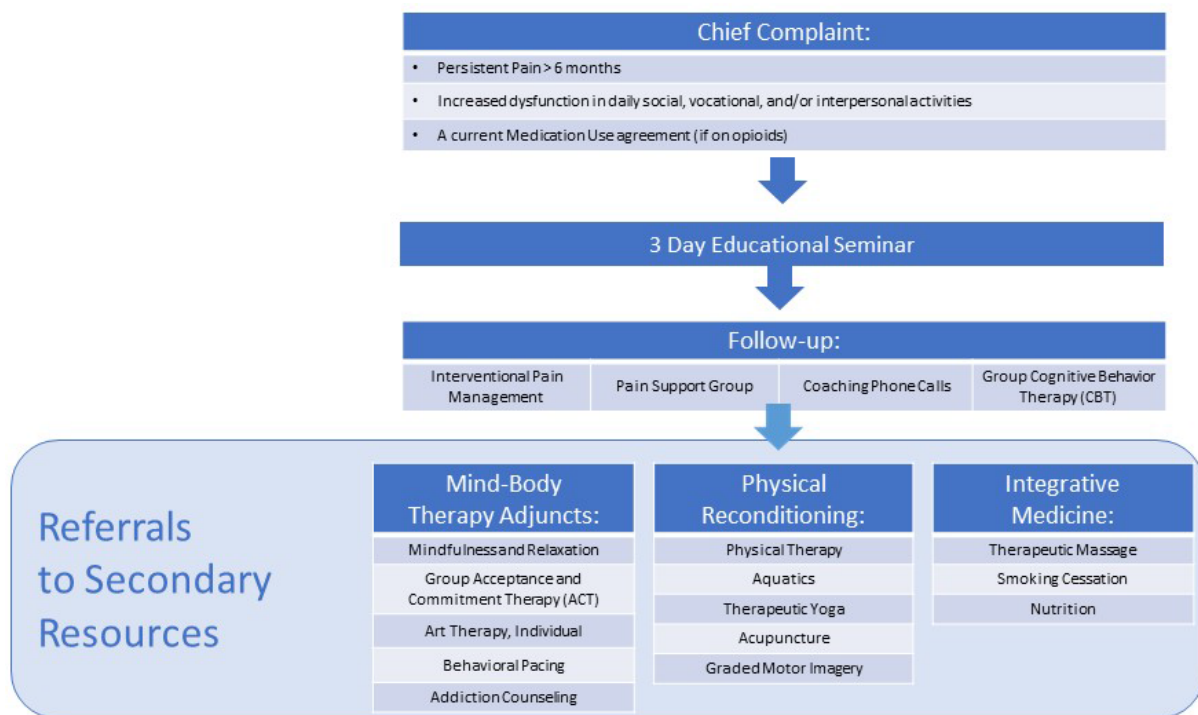 Chief Complaint:
• Persistent Pain > 6 months
• Increased dysfunction in daily social, vocational, and/or interpersonal activities
• A current Medication Use agreement (if on opioids)
3 Day Educational Seminar
Follow-up:
Interventional Pain
Management
Pain Support Group
Coaching Phone Calls
Group Cognitive Behavior
Therapy (CBT)
Referrals
to Secondary
Resources
Mind-Body
Therapy Adjuncts:
Mindfulness and Relaxation
Group Acceptance and
Commitment Therapy (ACT)
Art Therapy, Individual
Behavioral Pacing
Addiction Counseling
Physical
Reconditioning:
Physical Therapy
Aquatics
Therapeutic Yoga
Acupuncture
Graded Motor Imagery
Integrative
Medicine:
Therapeutic Massage
Smoking Cessation
Nutrition